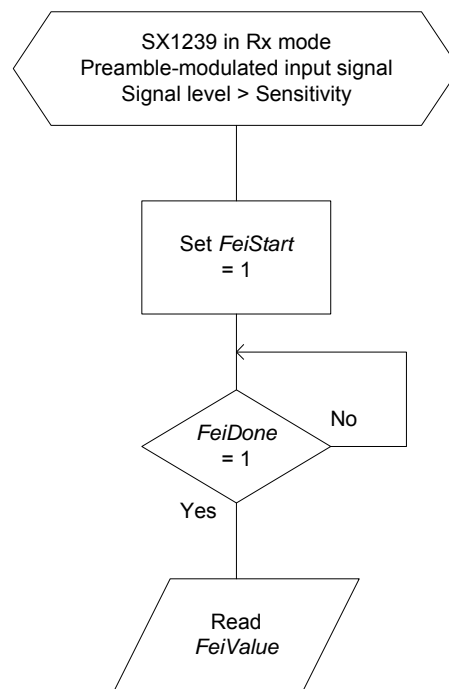 SX1239 in Rx mode
Preamble-modulated input signal
Signal level > Sensitivity
Set FeiStart
= 1
No
FeiDone
= 1
Yes
Read
FeiValue